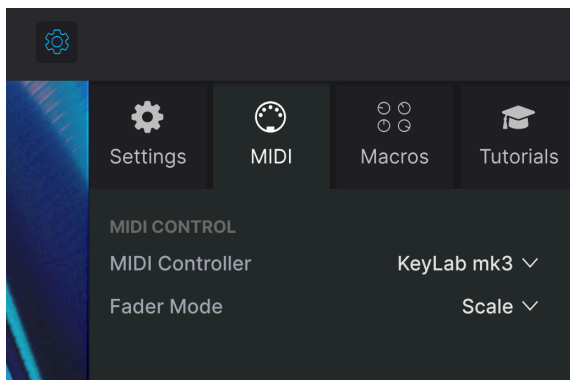 Settings MIDI Macros Tutorials
MIDI CONTROL
MIDI Controller KeyLab mk3
Fader Mode Scale